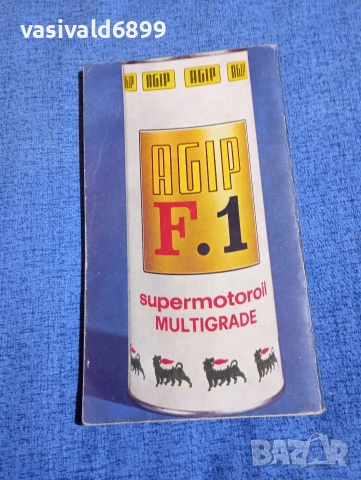 vasivald6899
AGIP AGIP AGIP AGIP
AGIP
F.1
supermotoroil
MULTIGRADE
BAZAR